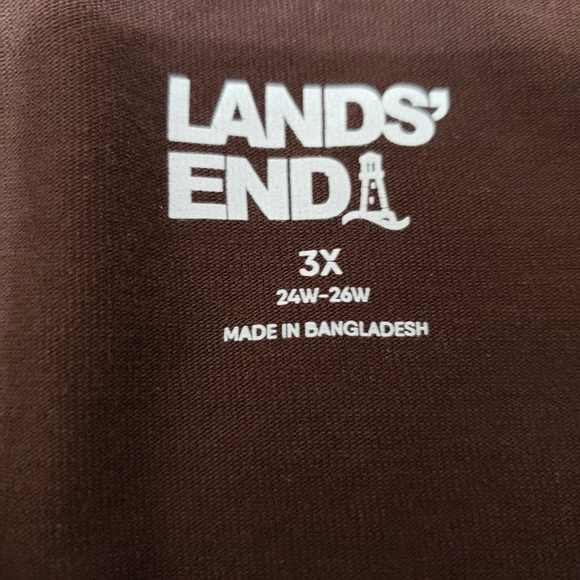 LANDS'
END
3X
24W-26W
MADE IN BANGLADESH